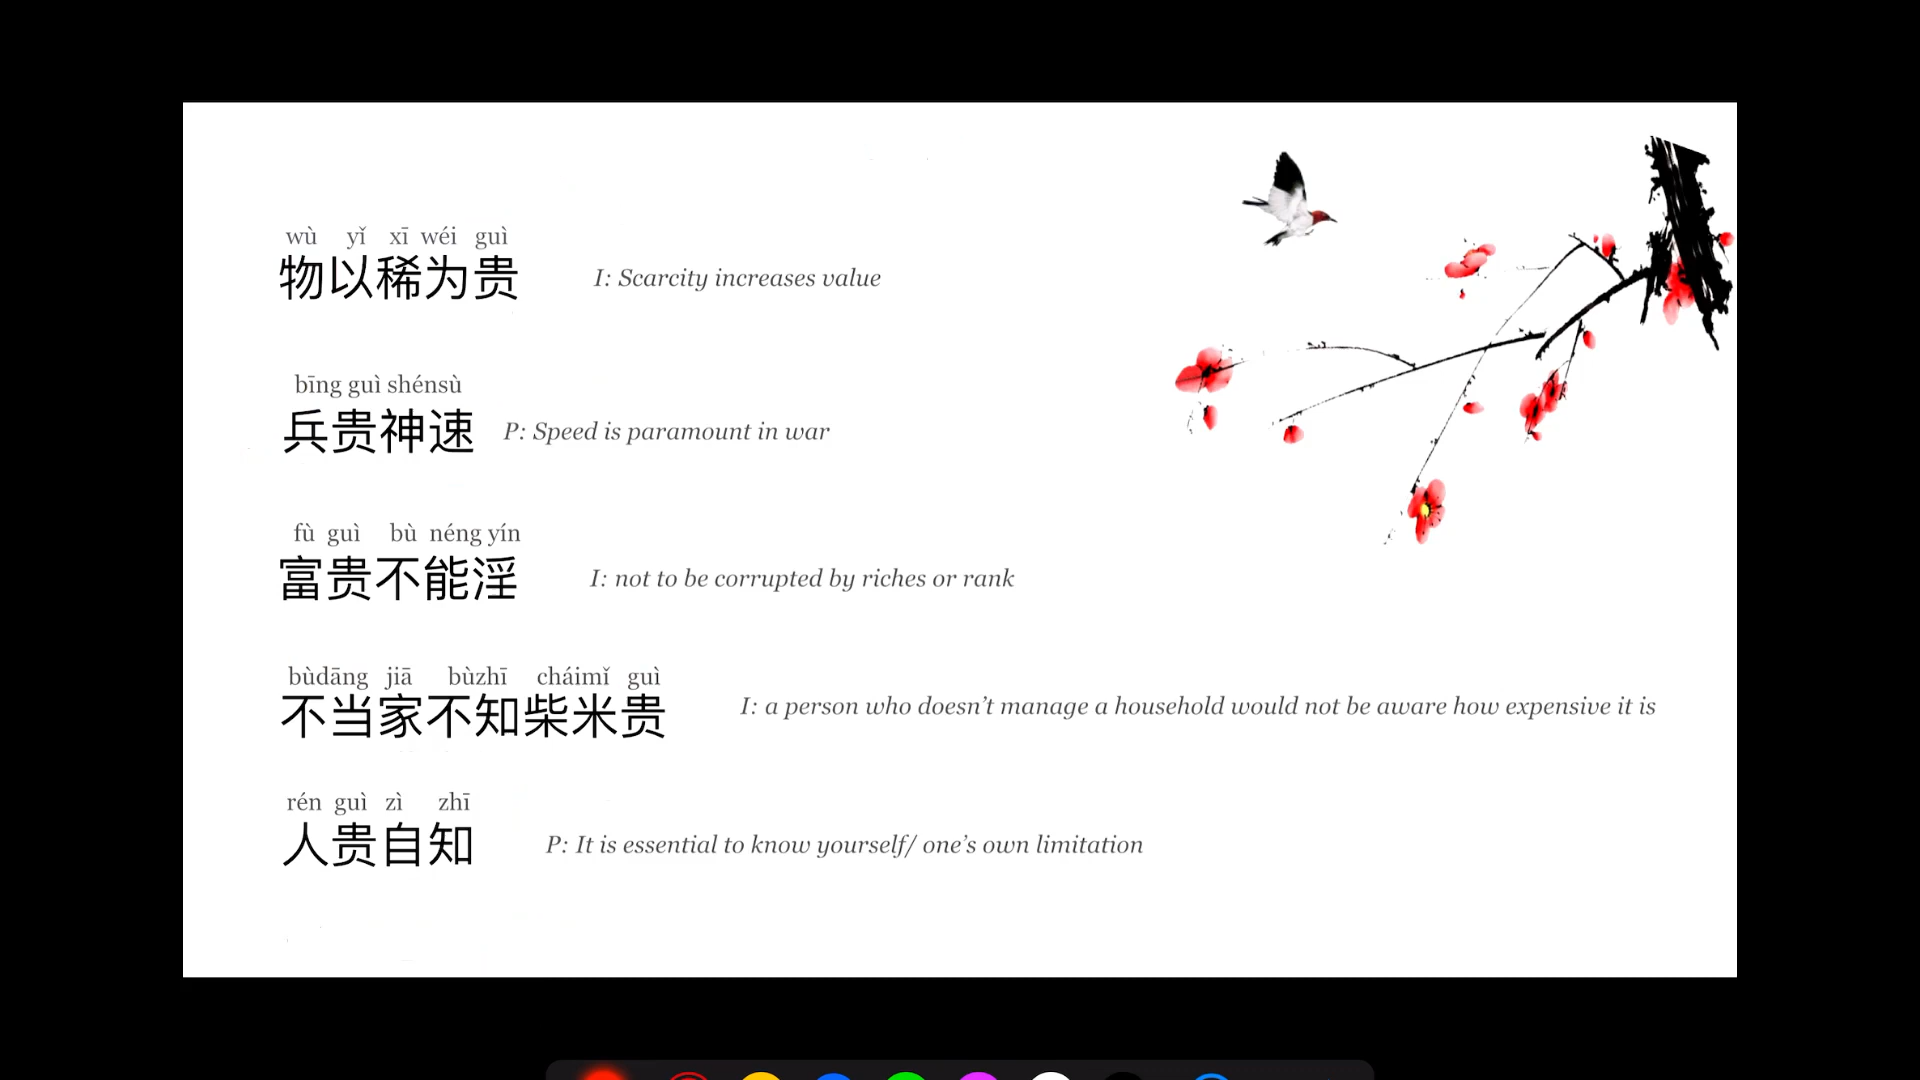 wù yǐ xī wéi guì
物以稀为贵 I: Scarcity increases value
bīng guì shénsù
兵贵神速 P: Speed is paramount in war
fù guì bù néng yín
富贵不能淫 I: not to be corrupted by riches or rank
bùdāng jiā bùzhī cháimǐ guì
不当家不知柴米贵 I: a person who doesn’t manage a household would not be aware how expensive it is
rén guì zì zhī
人贵自知 P: It is essential to know yourself/ one’s own limitation